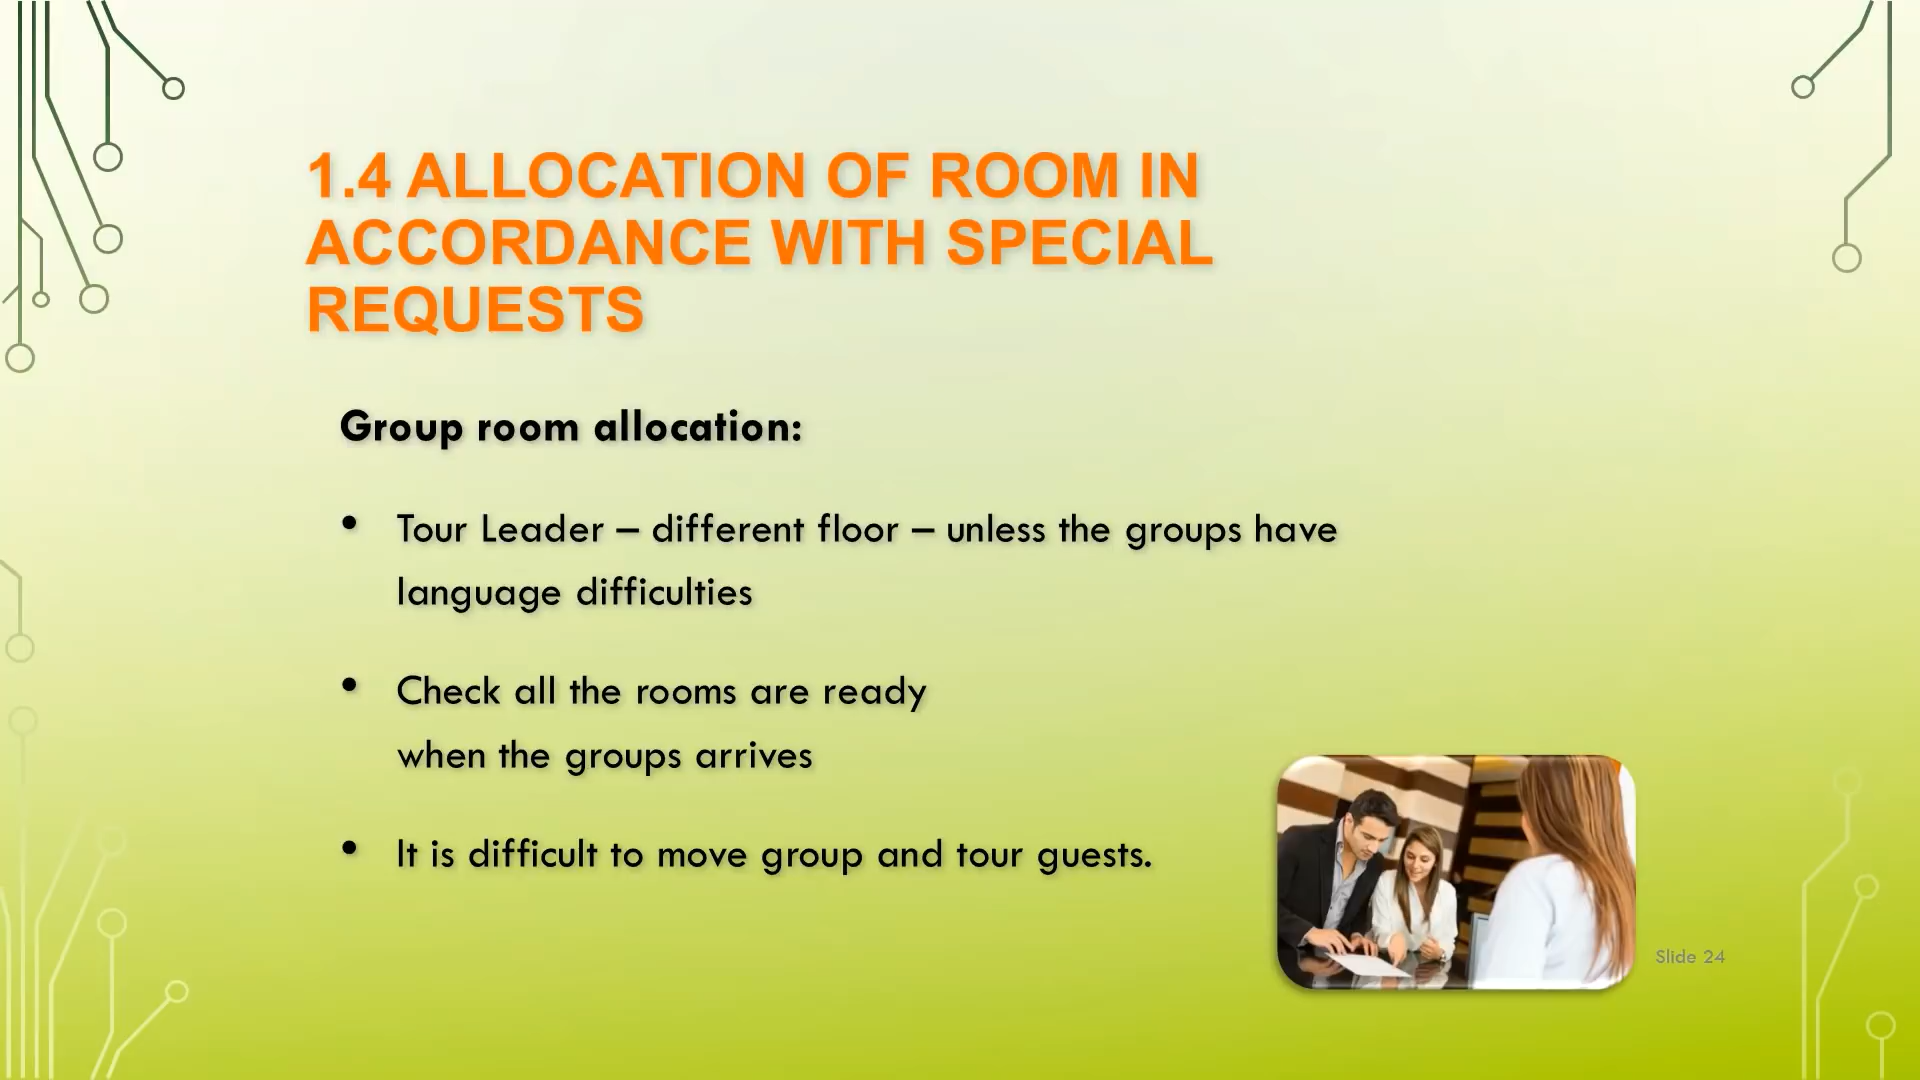 1.4 ALLOCATION OF ROOM IN
ACCORDANCE WITH SPECIAL
REQUESTS
Group room allocation:
• Tour Leader – different floor – unless the groups have
language difficulties
• Check all the rooms are ready
when the groups arrives
• It is difficult to move group and tour guests.
Slide 24